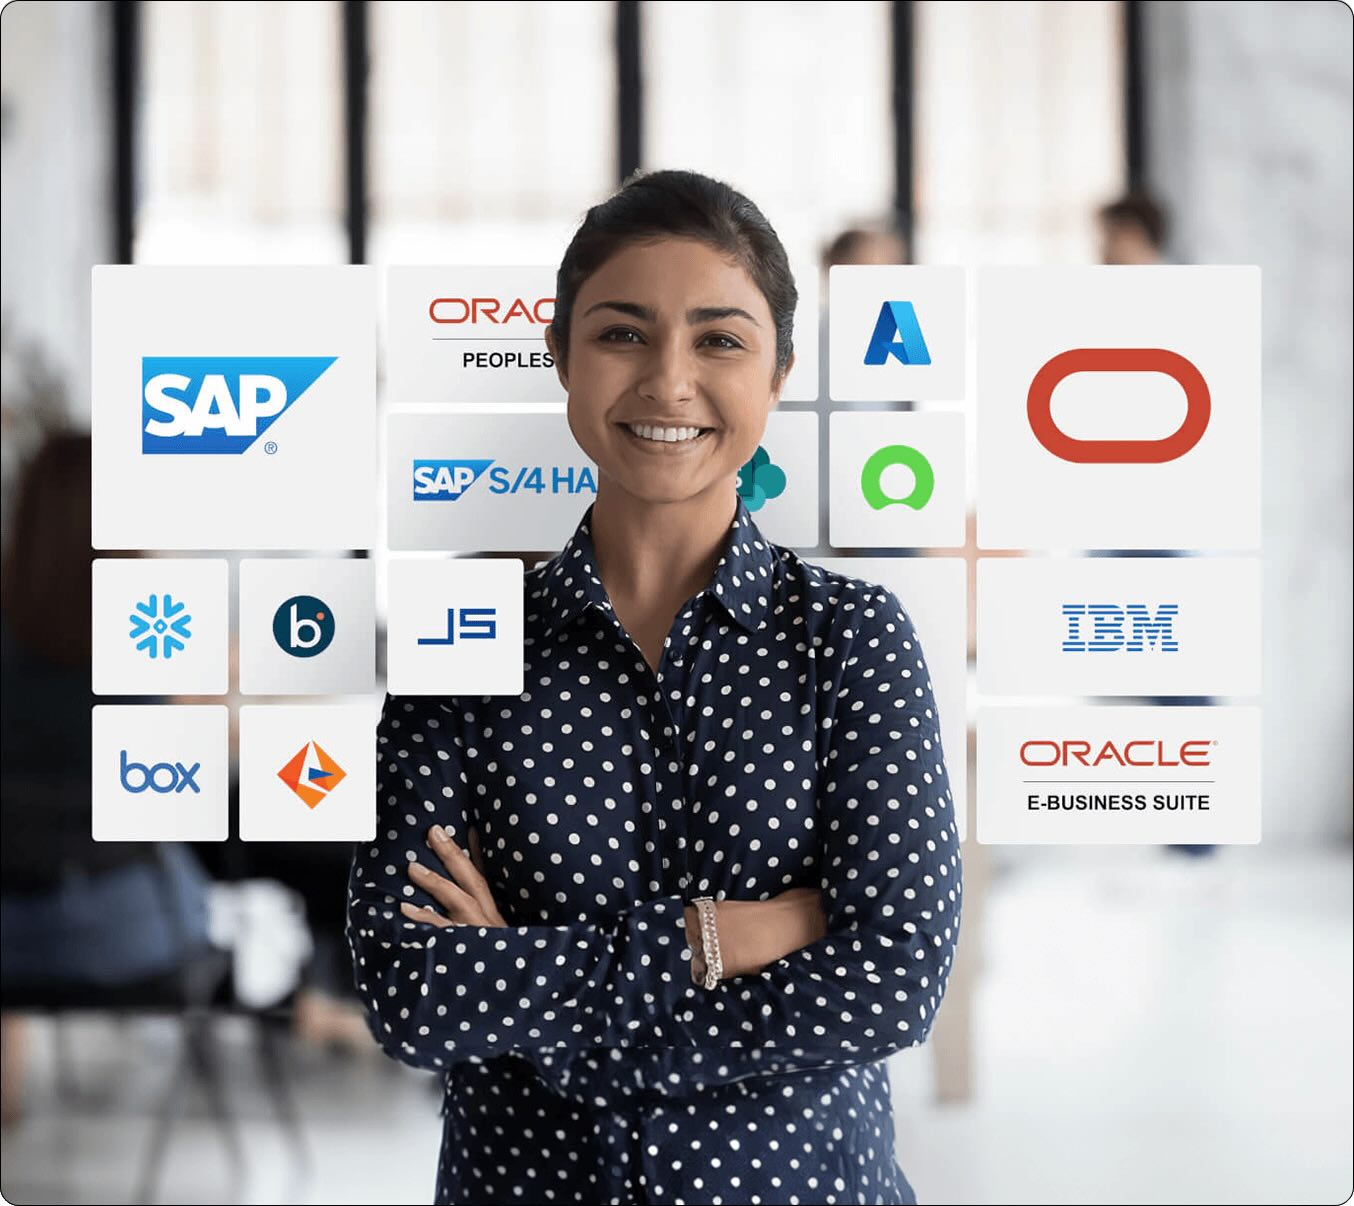 SAP
®
ORAC
PEOPLES
SAP S/4 HA
b
JS
box
IBM
ORACLE®
E-BUSINESS SUITE